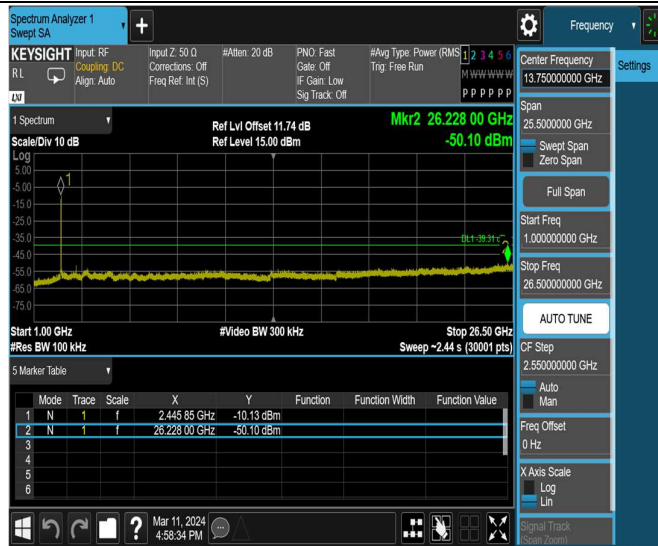 Spectrum Analyzer 1
Swept SA
Frequency
KEYSIGHT
RL
LXI
Input: RF
Coupling: DC
Align: Auto
Input Z: 50 Ω
Corrections: Off
Freq Ref: Int (S)
#Atten: 20 dB
PNO: Fast
Gate: Off
IF Gain: Low
Sig Track: Off
#Avg Type: Power (RMS
Trig: Free Run
1 2 3 4 5 6
M W W W W W
P P P P P P
1 Spectrum
Scale/Div 10 dB
Ref Lvl Offset 11.74 dB
Ref Level 15.00 dBm
Mkr2 26.228 00 GHz
-50.10 dBm
Log
5.00
-5.00
-15.0
-25.0
-35.0
-45.0
-55.0
-65.0
-75.0
1
DL1 -39.31
Start 1.00 GHz
#Res BW 100 kHz
#Video BW 300 kHz
Stop 26.50 GHz
Sweep ~2.44 s (30001 pts)
5 Marker Table
Mode Trace Scale X Y Function Function Width Function Value
1 N 1 f 2.445 85 GHz -10.13 dBm
2 N 1 f 26.228 00 GHz -50.10 dBm
3
4
5
6
Mar 11, 2024
4:58:34 PM
Center Frequency
13.750000000 GHz
Settings
Span
25.5000000 GHz
Swept Span
Zero Span
Full Span
Start Freq
1.000000000 GHz
Stop Freq
26.500000000 GHz
AUTO TUNE
CF Step
2.550000000 GHz
Auto
Man
Freq Offset
0 Hz
X Axis Scale
Log
Lin
Signal Track
(Span Zoom)